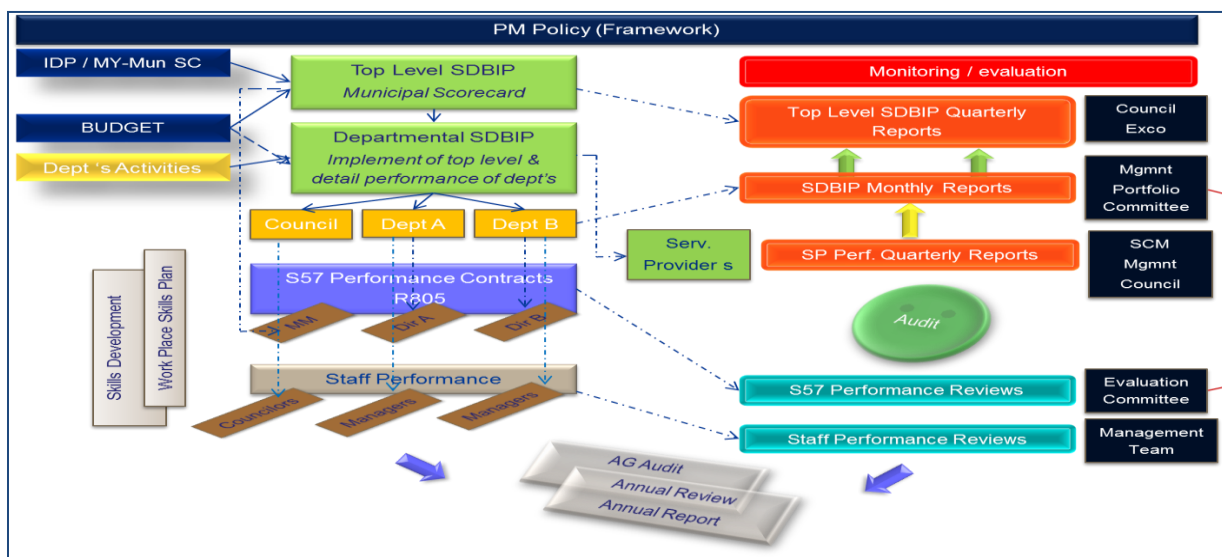 PM Policy (Framework)
IDP / MY-Mun SC
BUDGET
Dept 's Activities
Top Level SDBIP
Municipal Scorecard
Departmental SDBIP
Implement of top level &
detail performance of dept's
Council
Dept A
Dept B
Serv.
Provider s
S57 Performance Contracts
R805
MM
Dir A
Dir B
Staff Performance
Councilors
Managers
Managers
Skills Development
Work Place Skills Plan
Monitoring / evaluation
Top Level SDBIP Quarterly
Reports
Council
Exco
SDBIP Monthly Reports
Mgmnt
Portfolio
Committee
SP Perf. Quarterly Reports
SCM
Mgmnt
Council
Audit
S57 Performance Reviews
Evaluation
Committee
Staff Performance Reviews
Management
Team
AG Audit
Annual Review
Annual Report